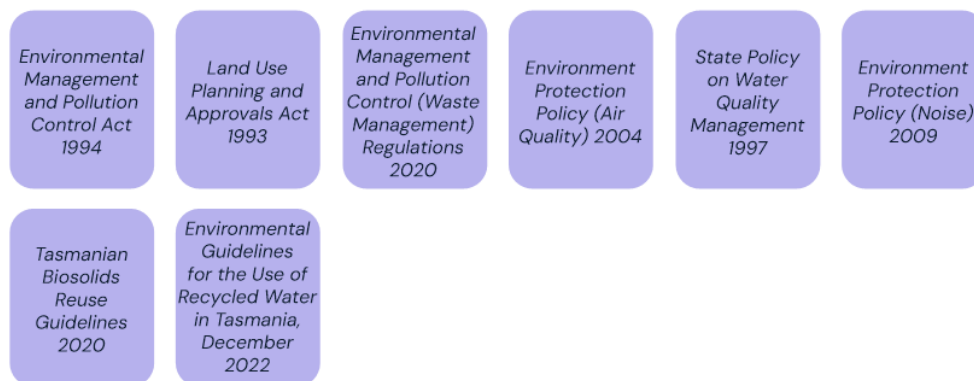 Environmental
Management
and Pollution
Control Act
1994
Land Use
Planning and
Approvals Act
1993
Environmental
Management
and Pollution
Control (Waste
Management)
Regulations
2020
Environment
Protection
Policy (Air
Quality) 2004
State Policy
on Water
Quality
Management
1997
Environment
Protection
Policy (Noise)
2009
Tasmanian
Biosolids
Reuse
Guidelines
2020
Environmental
Guidelines
for the Use of
Recycled Water
in Tasmania,
December
2022